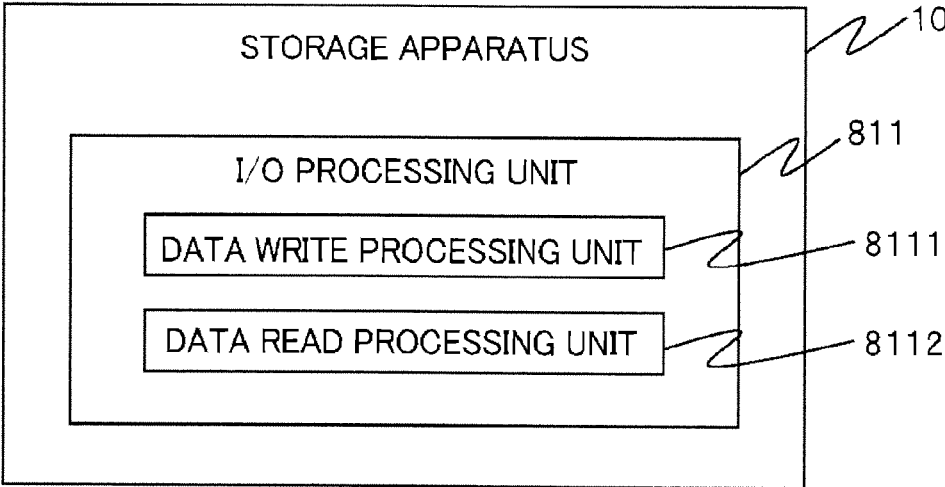 STORAGE APPARATUS
10
I/O PROCESSING UNIT
811
DATA WRITE PROCESSING UNIT
8111
DATA READ PROCESSING UNIT
8112